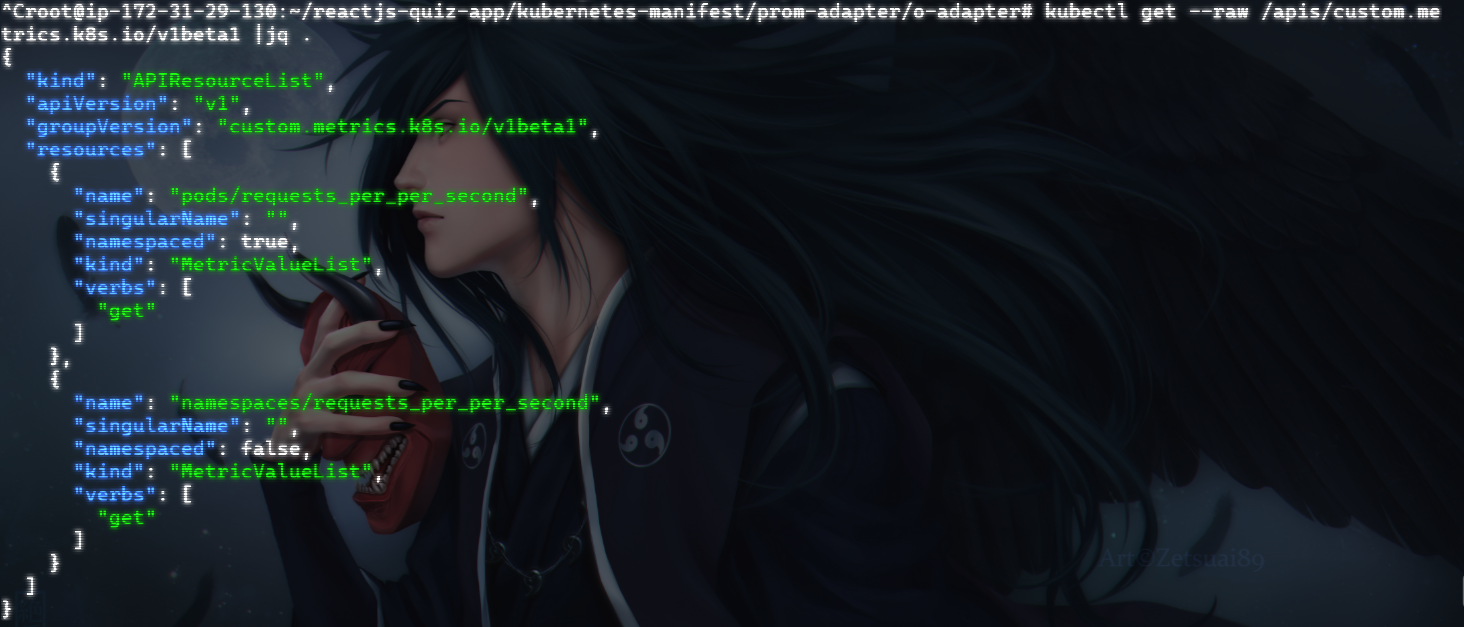 ^Croot@ip-172-31-29-130:~/reactjs-quiz-app/kubernetes-manifest/prom-adapter/o-adapter# kubectl get --raw /apis/custom.me
trics.k8s.io/v1beta1 |jq .
{
  "kind": "APIResourceList",
  "apiVersion": "v1",
  "groupVersion": "custom.metrics.k8s.io/v1beta1",
  "resources": [
    {
      "name": "pods/requests_per_per_second",
      "singularName": "",
      "namespaced": true,
      "kind": "MetricValueList",
      "verbs": [
        "get"
      ]
    },
    {
      "name": "namespaces/requests_per_per_second",
      "singularName": "",
      "namespaced": false,
      "kind": "MetricValueList",
      "verbs": [
        "get"
      ]
    }
  ]
}
Art ©Zetsuai89